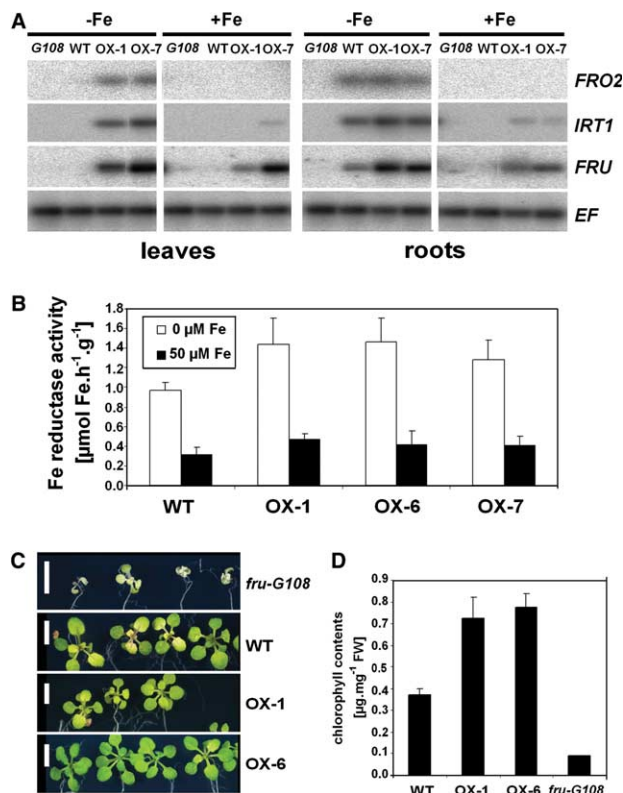 A
-Fe +Fe -Fe +Fe
G108 WT OX-1 OX-7 G108 WT OX-1 OX-7 G108 WT OX-1 OX-7 G108 WT OX-1 OX-7
FRO2
IRT1
FRU
EF
leaves roots
B
Fe reductase activity
[µmol Fe.h⁻¹.g⁻¹]
1.8
1.6
1.4
1.2
1.0
0.8
0.6
0.4
0.2
0.0
0 µM Fe
50 µM Fe
WT OX-1 OX-6 OX-7
C
fru-G108
WT
OX-1
OX-6
D
chlorophyll contents
[µg.mg⁻¹ FW]
0.9
0.8
0.7
0.6
0.5
0.4
0.3
0.2
0.1
0
WT OX-1 OX-6 fru-G108